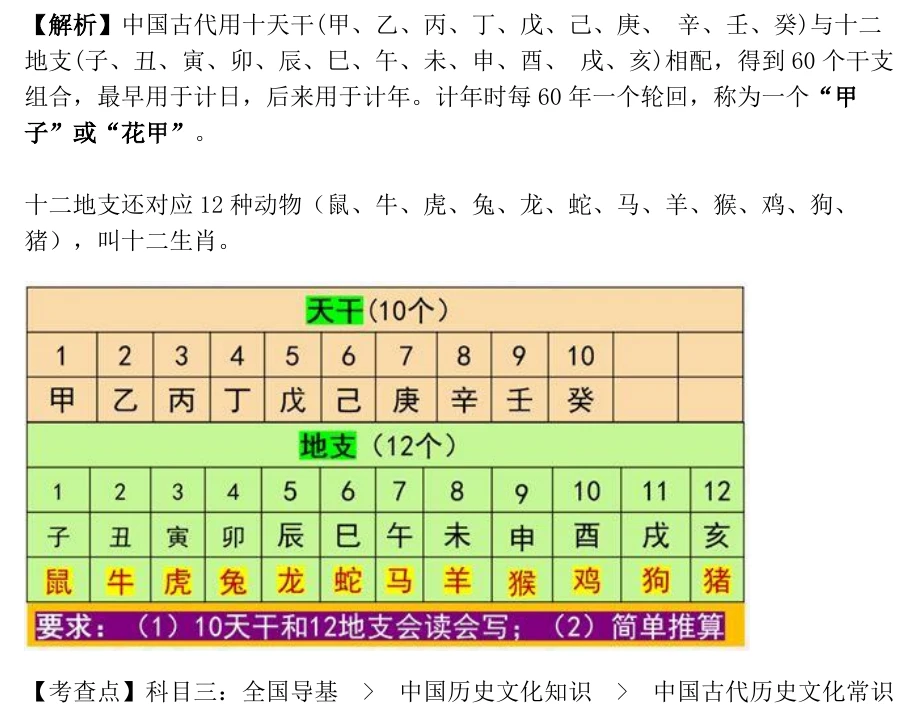 【解析】中国古代用十天干(甲、乙、丙、丁、戊、己、庚、 辛、壬、癸)与十二
地支(子、丑、寅、卯、辰、巳、午、未、申、酉、 戌、亥)相配，得到 60 个干支
组合，最早用于计日，后来用于计年。计年时每 60 年一个轮回，称为一个“甲
子”或“花甲”。
十二地支还对应 12 种动物（鼠、牛、虎、兔、龙、蛇、马、羊、猴、鸡、狗、
猪），叫十二生肖。
天干(10个）
1 2 3 4 5 6 7 8 9 10
甲 乙 丙 丁 戊 己 庚 辛 壬 癸
地支（12个）
1 2 3 4 5 6 7 8 9 10 11 12
子 丑 寅 卯 辰 巳 午 未 申 酉 戌 亥
鼠 牛 虎 兔 龙 蛇 马 羊 猴 鸡 狗 猪
要求：（1）10天干和12地支会读会写；（2）简单推算
【考查点】科目三：全国导基 > 中国历史文化知识 > 中国古代历史文化常识